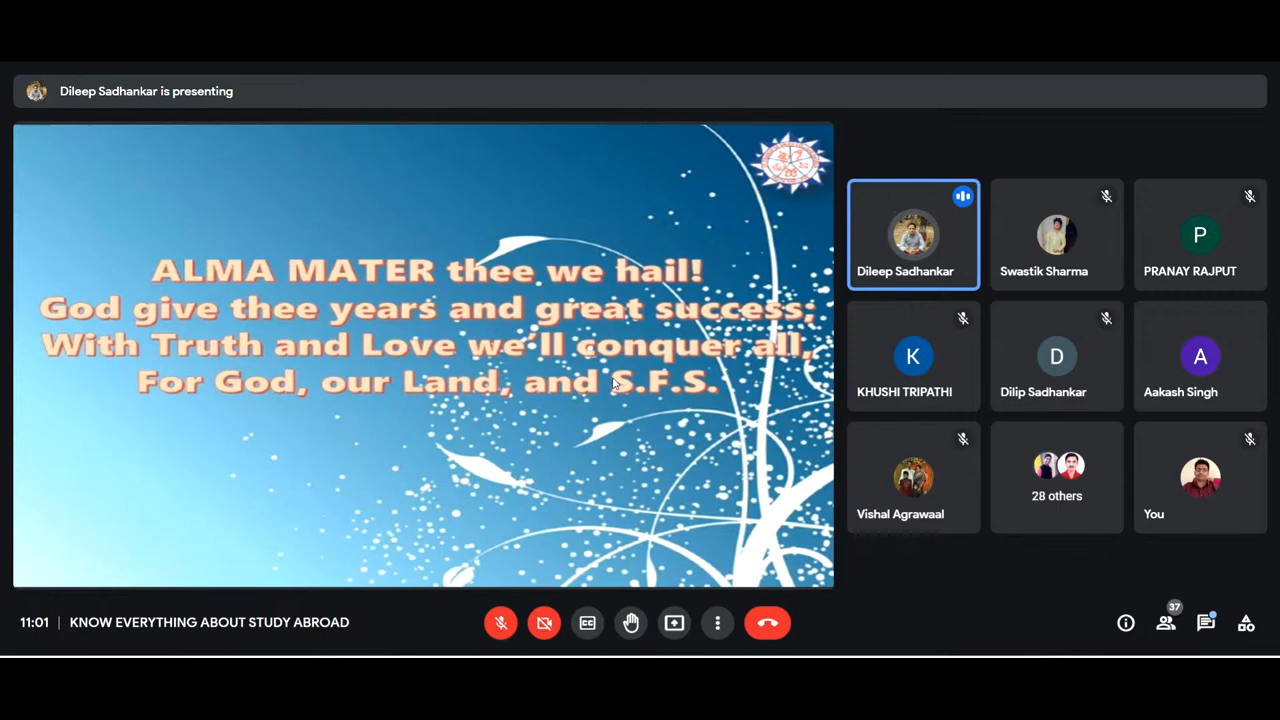 Dileep Sadhankar is presenting
ALMA MATER thee we hail!
God give thee years and great success;
With Truth and Love we'll conquer all,
For God, our Land, and S.F.S.
Dileep Sadhankar
Swastik Sharma
P
PRANAY RAJPUT
K
KHUSHI TRIPATHI
D
Dilip Sadhankar
A
Aakash Singh
Vishal Agrawaal
28 others
You
11:01 | KNOW EVERYTHING ABOUT STUDY ABROAD
CC
37